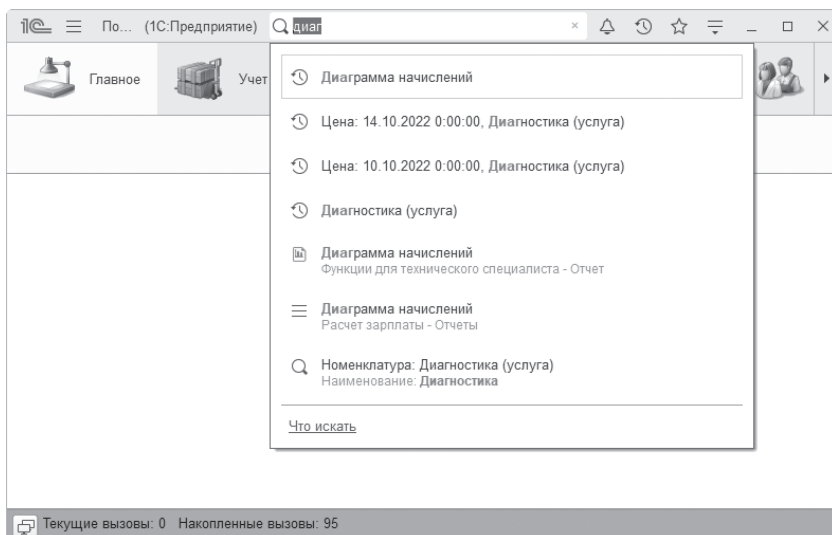 1С По... (1С:Предприятие) диаг
Главное Учет
Диаграмма начислений
Цена: 14.10.2022 0:00:00, Диагностика (услуга)
Цена: 10.10.2022 0:00:00, Диагностика (услуга)
Диагностика (услуга)
Диаграмма начислений
Функции для технического специалиста - Отчет
Диаграмма начислений
Расчет зарплаты - Отчеты
Номенклатура: Диагностика (услуга)
Наименование: Диагностика
Что искать
Текущие вызовы: 0 Накопленные вызовы: 95